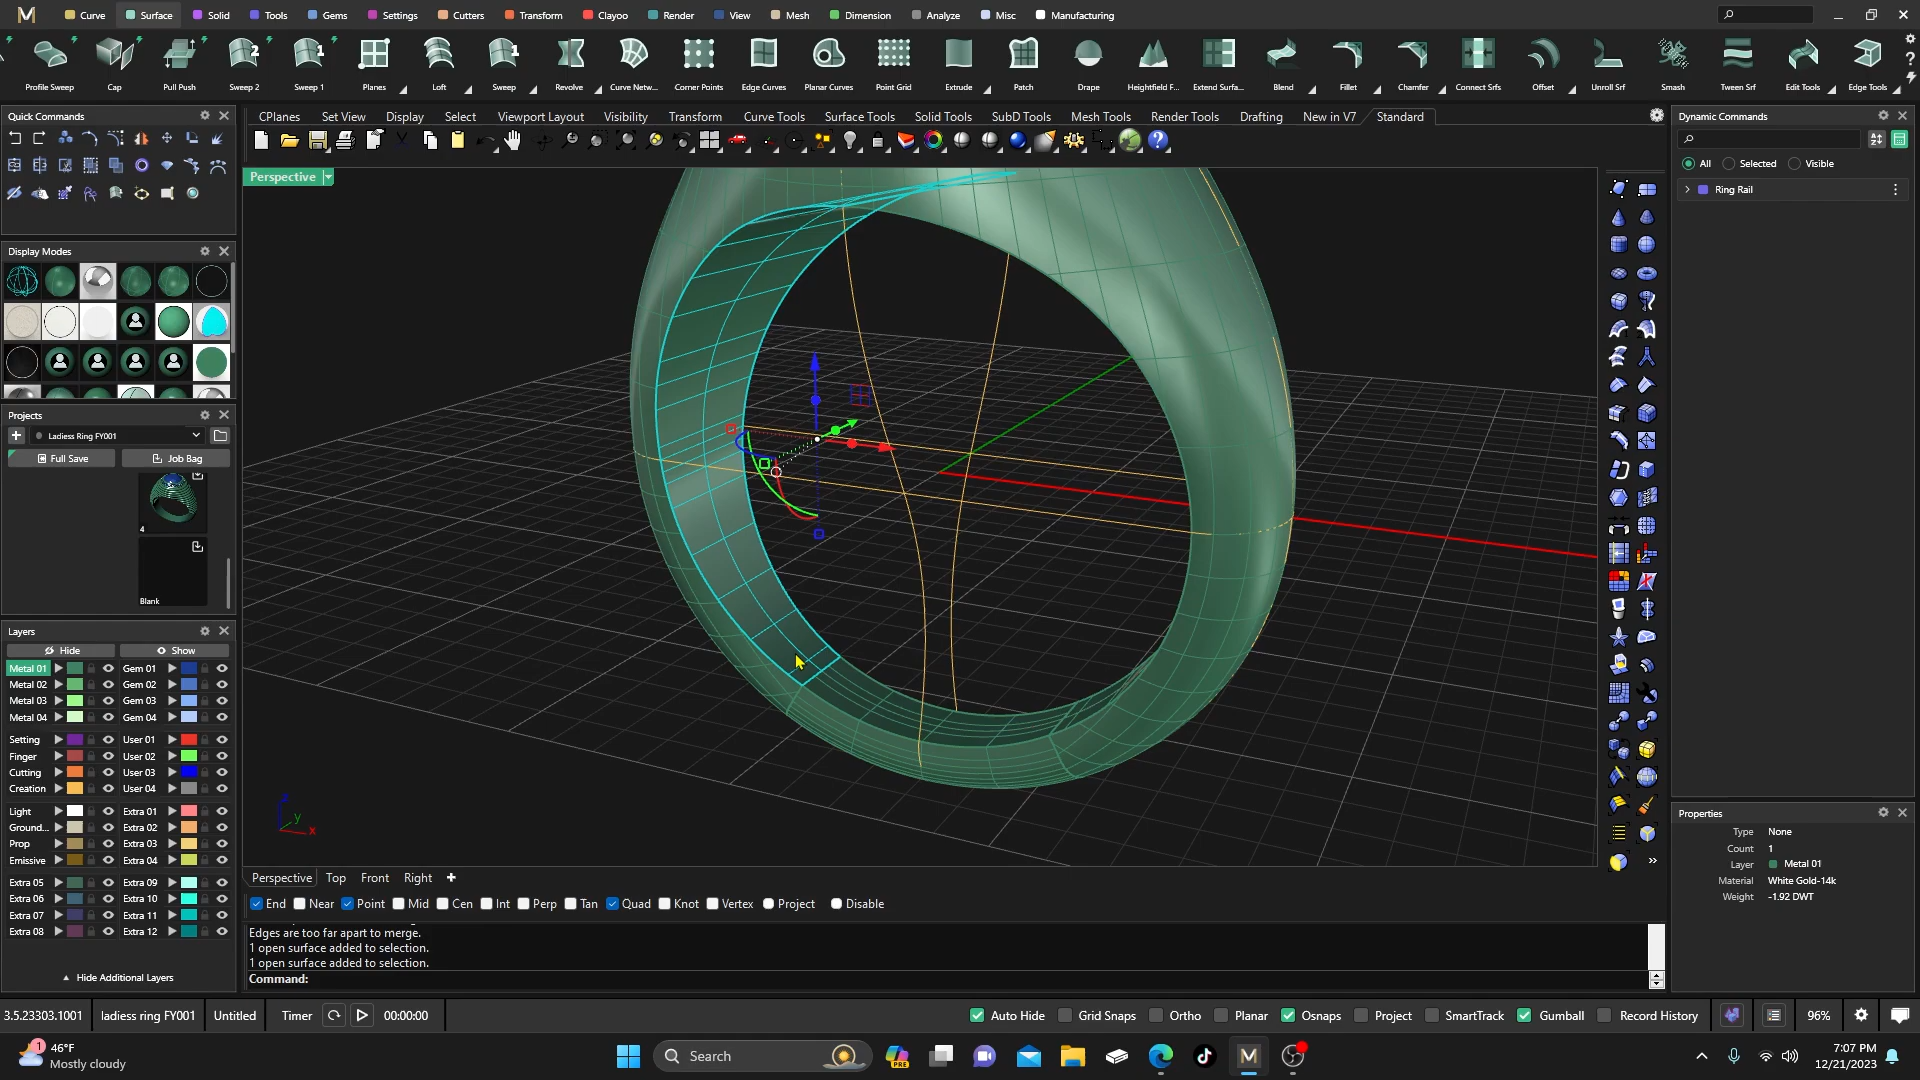 Curve Surface Solid Tools Gems Settings Cutters Transform Clayoo Render View Mesh Dimension Analyze Misc Manufacturing
Profile Sweep Cap Pull Push Sweep 2 Sweep 1 Planes Loft Sweep Revolve Curve Netw... Corner Points Edge Curves Planar Curves Point Grid Extrude Patch Drape Heightfield F... Extend Surfa... Blend Fillet Chamfer Connect Srfs Offset Unroll Srf Smash Tween Srf Edit Tools Edge Tools
Quick Commands
CPlanes Set View Display Select Viewport Layout Visibility Transform Curve Tools Surface Tools Solid Tools SubD Tools Mesh Tools Render Tools Drafting New in V7 Standard
Dynamic Commands
All Selected Visible
Ring Rail
Perspective
Display Modes
Projects
Ladiess Ring FY001
Full Save Job Bag
4
Blank
Layers
Hide Show
Metal 01 Gem 01
Metal 02 Gem 02
Metal 03 Gem 03
Metal 04 Gem 04
Setting User 01
Finger User 02
Cutting User 03
Creation User 04
Light Extra 01
Ground... Extra 02
Prop Extra 03
Emissive Extra 04
Extra 05 Extra 09
Extra 06 Extra 10
Extra 07 Extra 11
Extra 08 Extra 12
Hide Additional Layers
y
x
Perspective Top Front Right
End Near Point Mid Cen Int Perp Tan Quad Knot Vertex Project Disable
Edges are too far apart to merge.
1 open surface added to selection.
1 open surface added to selection.
Command:
Properties
Type None
Count 1
Layer Metal 01
Material White Gold-14k
Weight -1.92 DWT
3.5.23303.1001 ladiess ring FY001 Untitled Timer 00:00:00 Auto Hide Grid Snaps Ortho Planar Osnaps Project SmartTrack Gumball Record History 96%
1
46°F
Mostly cloudy
Search
PRE
7:07 PM
12/21/2023